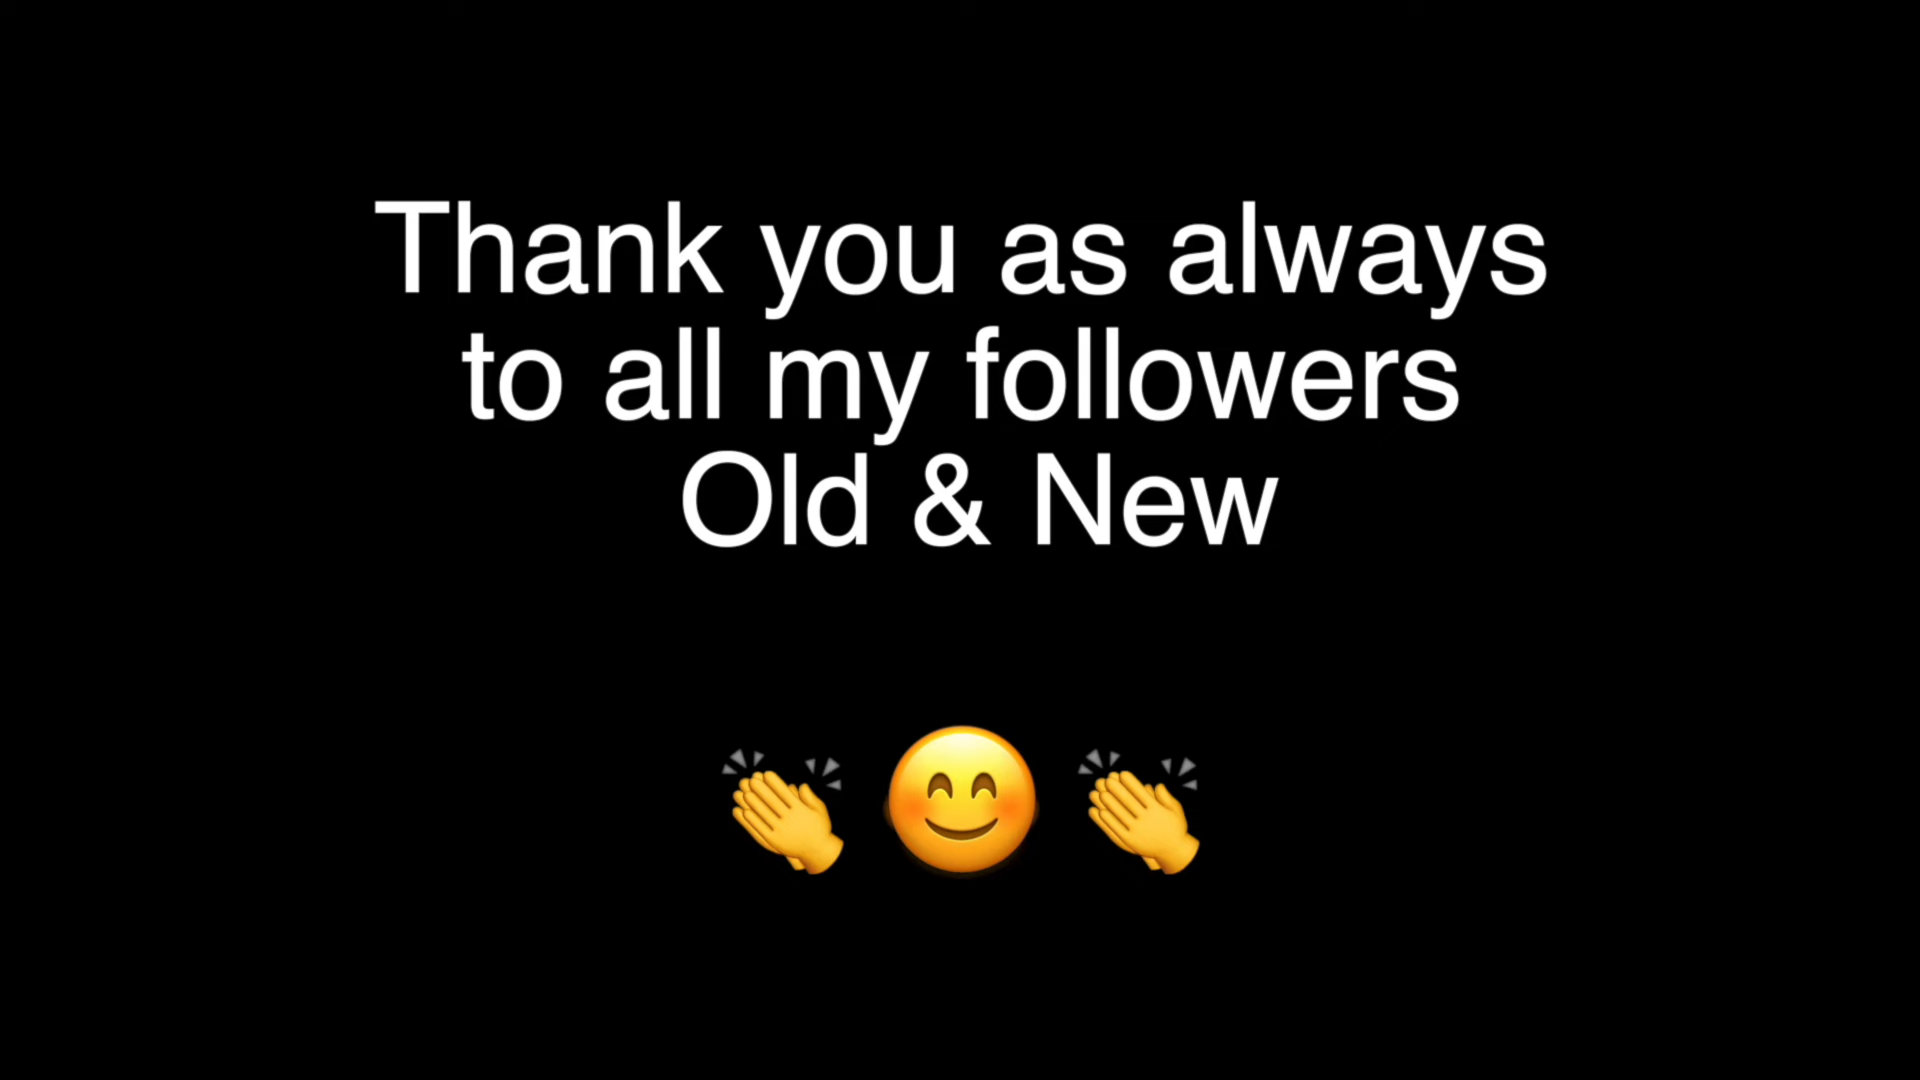 Thank you as always
to all my followers
Old & New
👏 😊 👏